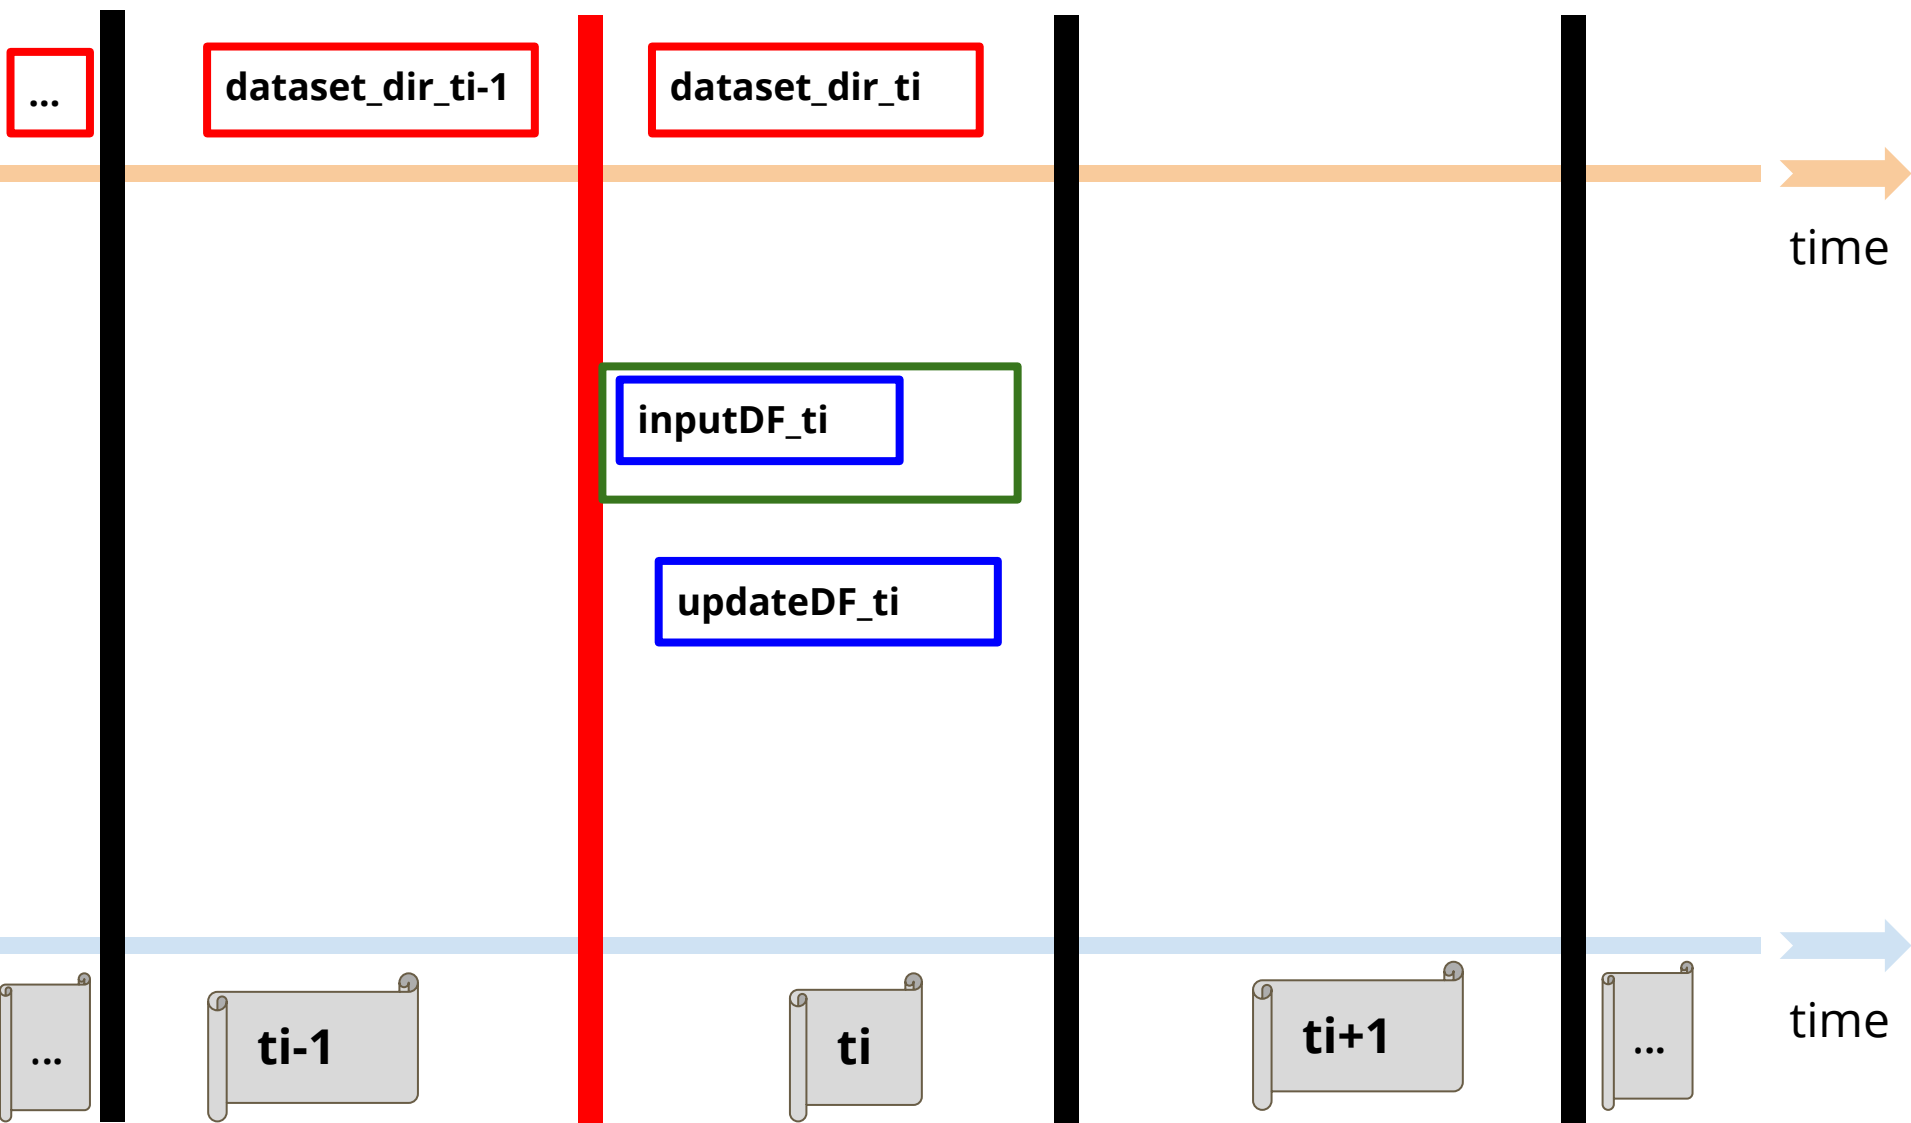 ...
dataset_dir_ti-1
dataset_dir_ti
time
inputDF_ti
updateDF_ti
...
ti-1
ti
ti+1
...
time